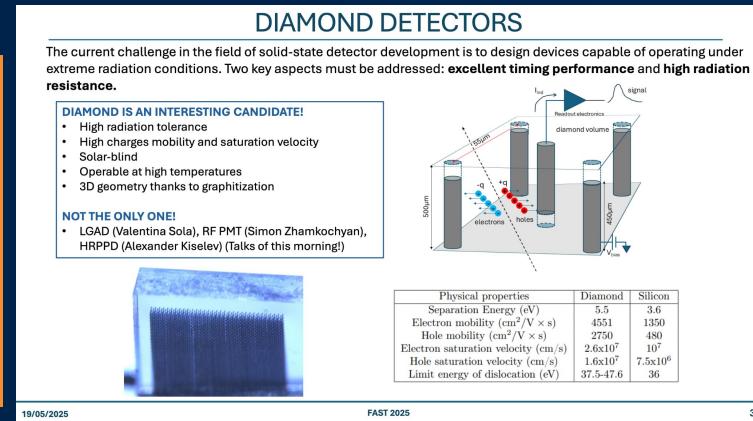 DIAMOND DETECTORS
The current challenge in the field of solid-state detector development is to design devices capable of operating under
extreme radiation conditions. Two key aspects must be addressed: excellent timing performance and high radiation
resistance.
DIAMOND IS AN INTERESTING CANDIDATE!
• High radiation tolerance
• High charges mobility and saturation velocity
• Solar-blind
• Operable at high temperatures
• 3D geometry thanks to graphitization
NOT THE ONLY ONE!
• LGAD (Valentina Sola), RF PMT (Simon Zhamkochyan),
HRPPD (Alexander Kiselev) (Talks of this morning!)
I_ind
signal
Readout electronics
diamond volume
55μm
500μm
-q
+q
electrons
holes
450μm
V_bias
Physical properties Diamond Silicon
Separation Energy (eV) 5.5 3.6
Electron mobility (cm²/V × s) 4551 1350
Hole mobility (cm²/V × s) 2750 480
Electron saturation velocity (cm/s) 2.6x10⁷ 10⁷
Hole saturation velocity (cm/s) 1.6x10⁷ 7.5x10⁶
Limit energy of dislocation (eV) 37.5-47.6 36
19/05/2025
FAST 2025
3